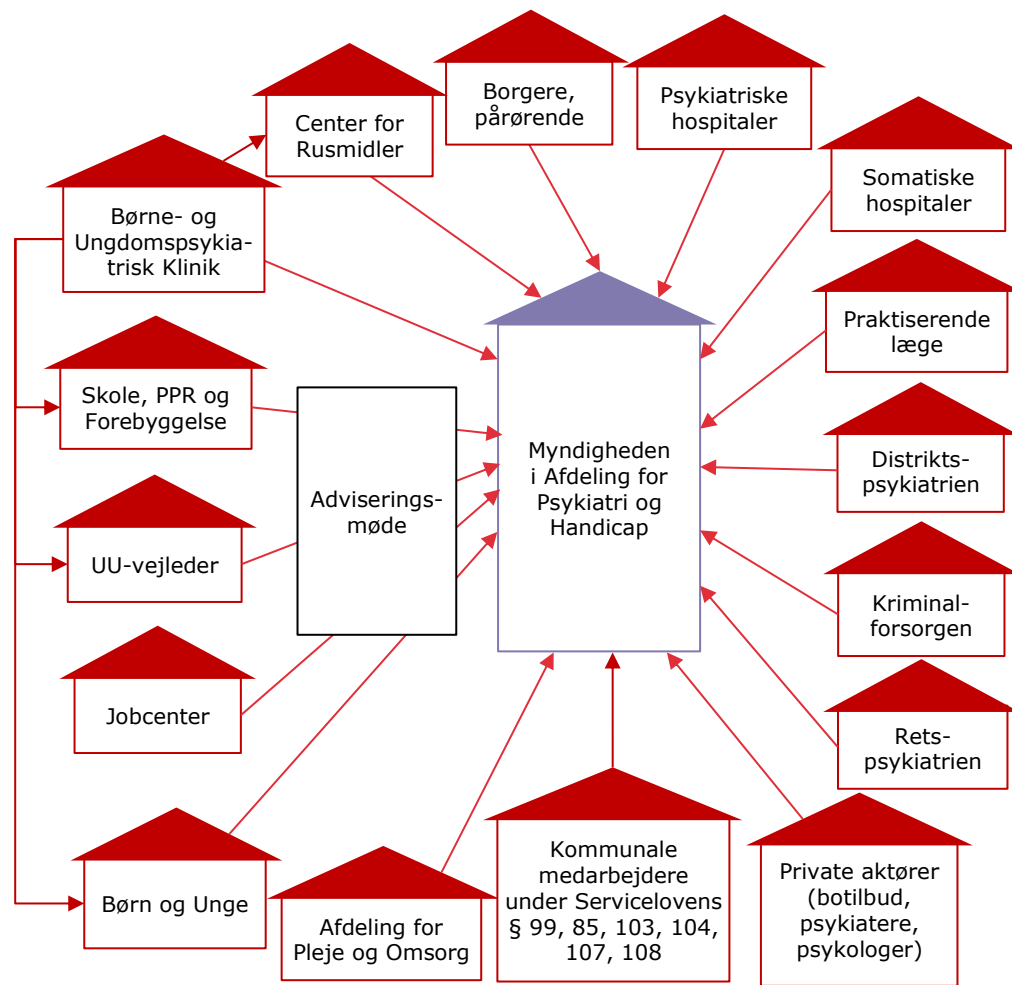 Center for
Rusmidler
Borgere,
pårørende
Psykiatriske
hospitaler
Somatiske
hospitaler
Børne- og
Ungdomspsykia-
trisk Klinik
Praktiserende
læge
Skole, PPR og
Forebyggelse
Adviserings-
møde
Myndigheden
i Afdeling for
Psykiatri og
Handicap
Distrikts-
psykiatrien
UU-vejleder
Kriminal-
forsorgen
Jobcenter
Rets-
psykiatrien
Børn og Unge
Afdeling for
Pleje og Omsorg
Kommunale
medarbejdere
under Servicelovens
§ 99, 85, 103, 104,
107, 108
Private aktører
(botilbud,
psykiatere,
psykologer)